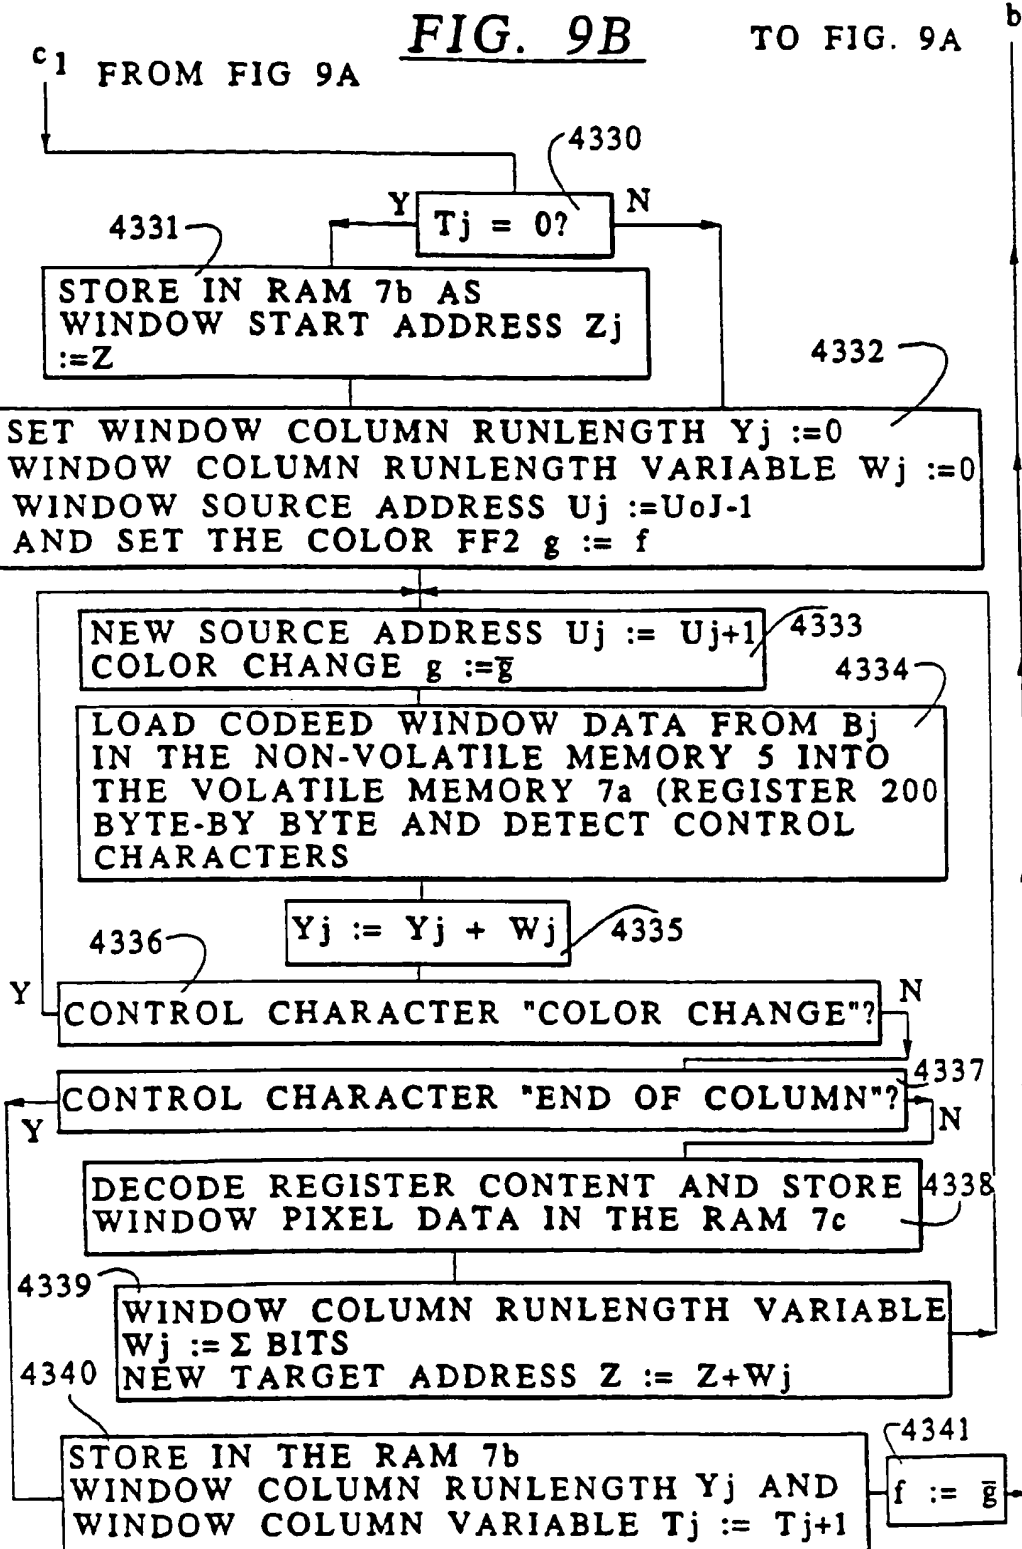 FIG. 9B
TO FIG. 9A
b
c1
FROM FIG 9A
4330
Y
Tj = 0?
N
4331
STORE IN RAM 7b AS
WINDOW START ADDRESS Zj
:=Z
4332
SET WINDOW COLUMN RUNLENGTH Yj :=0
WINDOW COLUMN RUNLENGTH VARIABLE Wj :=0
WINDOW SOURCE ADDRESS Uj :=UoJ-1
AND SET THE COLOR FF2 g := f
NEW SOURCE ADDRESS Uj := Uj+1
COLOR CHANGE g :=g̅
4333
4334
LOAD CODEED WINDOW DATA FROM Bj
IN THE NON-VOLATILE MEMORY 5 INTO
THE VOLATILE MEMORY 7a (REGISTER 200
BYTE-BY BYTE AND DETECT CONTROL
CHARACTERS
Yj := Yj + Wj
4335
4336
Y
CONTROL CHARACTER "COLOR CHANGE"?
N
CONTROL CHARACTER "END OF COLUMN"?
4337
Y
N
DECODE REGISTER CONTENT AND STORE
WINDOW PIXEL DATA IN THE RAM 7c
4338
4339
WINDOW COLUMN RUNLENGTH VARIABLE
Wj := Σ BITS
NEW TARGET ADDRESS Z := Z+Wj
4340
STORE IN THE RAM 7b
WINDOW COLUMN RUNLENGTH Yj AND
WINDOW COLUMN VARIABLE Tj := Tj+1
4341
f := g̅